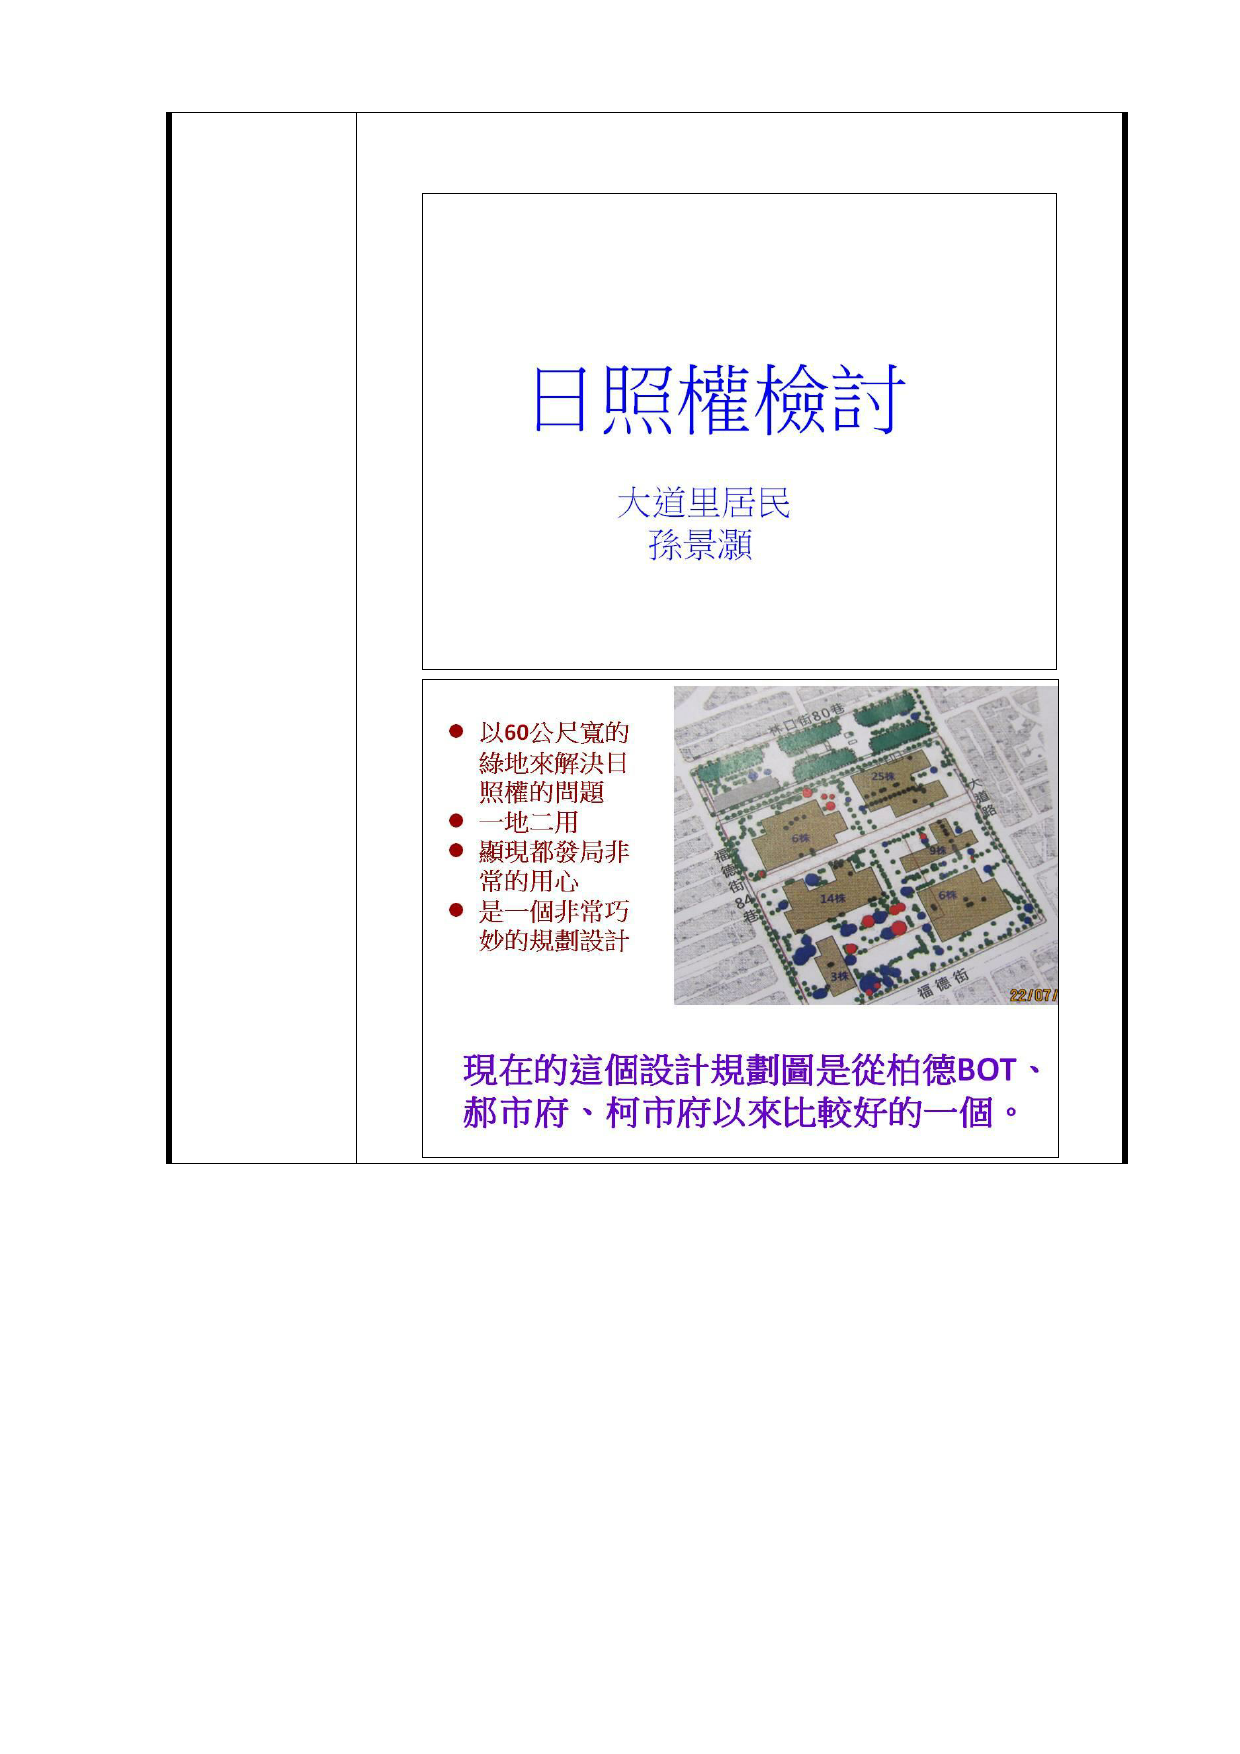 日照權檢討
大道里居民
孫景灝
以60公尺寬的
綠地來解決日
照權的問題
一地二用
顯現都發局非
常的用心
是一個非常巧
妙的規劃設計
林口街80巷
25株
大道路
6株
9株
福德街84巷
14株
6株
3株
福德街
22/07/
現在的這個設計規劃圖是從柏德BOT、
郝市府、柯市府以來比較好的一個。